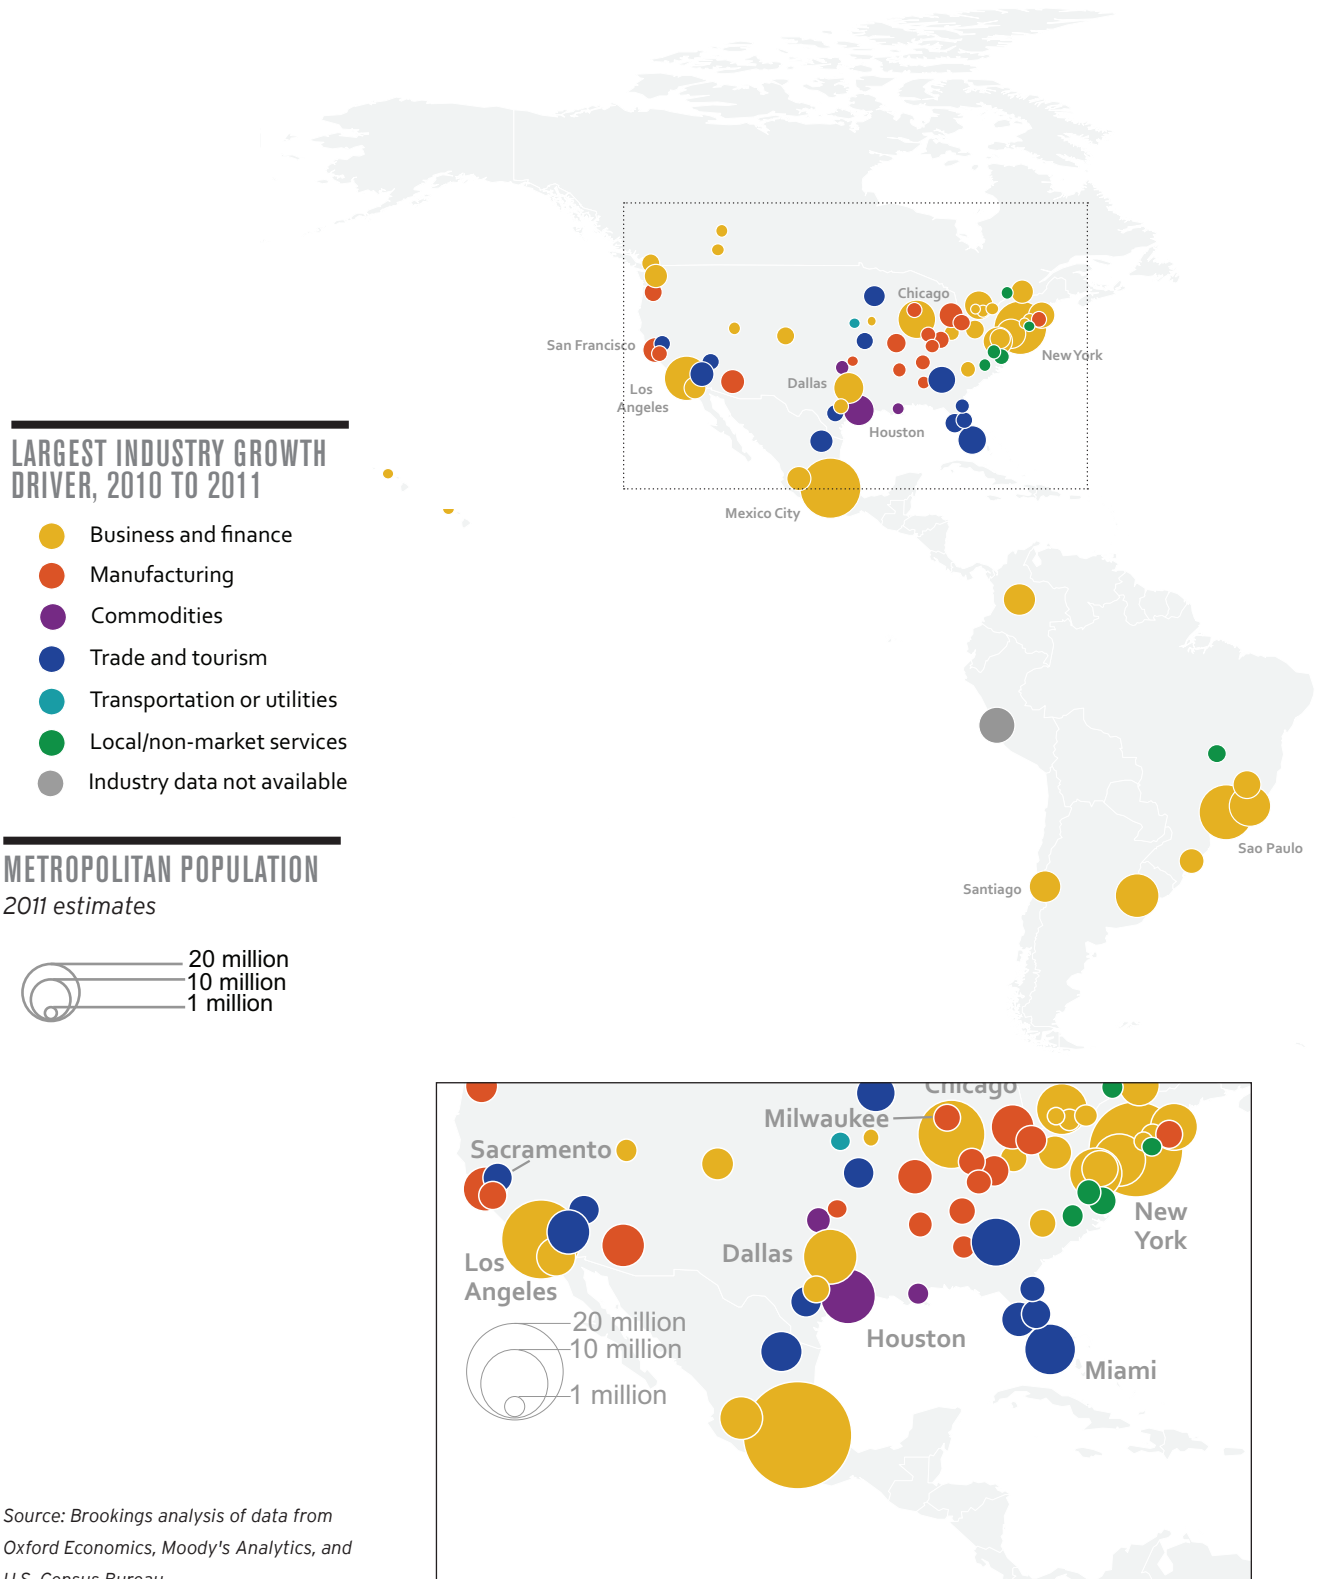 Chicago
San Francisco
New York
Los
Angeles
Dallas
Houston
Mexico City
LARGEST INDUSTRY GROWTH
DRIVER, 2010 TO 2011
Business and finance
Manufacturing
Commodities
Trade and tourism
Transportation or utilities
Local/non-market services
Industry data not available
Sao Paulo
Santiago
METROPOLITAN POPULATION
2011 estimates
20 million
10 million
1 million
Chicago
Milwaukee
Sacramento
New
York
Dallas
Los
Angeles
20 million
10 million
1 million
Houston
Miami
Source: Brookings analysis of data from
Oxford Economics, Moody's Analytics, and
U.S. Census Bureau